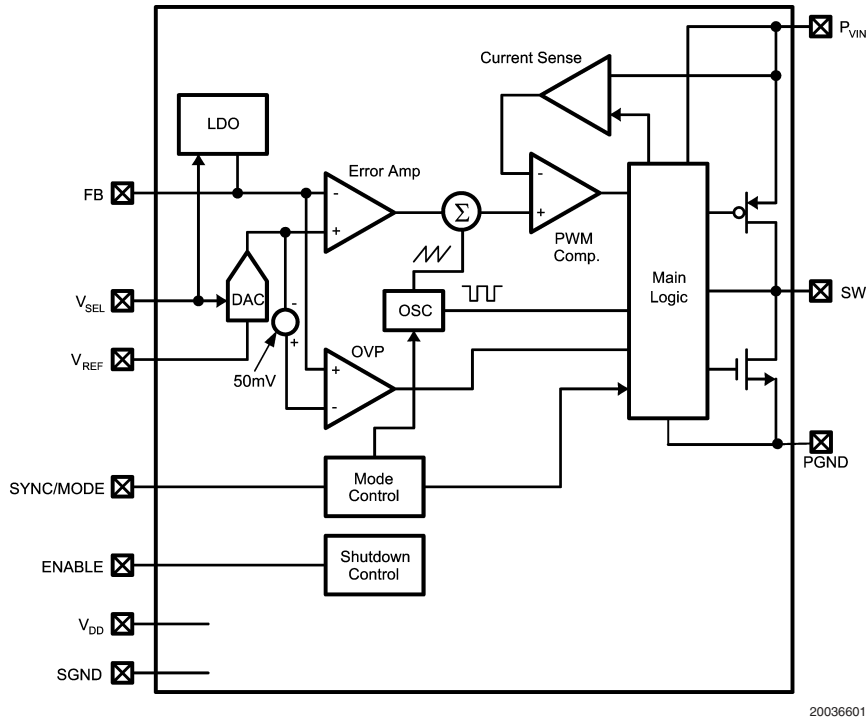 P_VIN
Current Sense
LDO
Error Amp
FB
-
+
Σ
-
+
PWM
Comp.
Main
Logic
V_SEL
DAC
-
+
50mV
OSC
SW
V_REF
OVP
+
-
PGND
SYNC/MODE
Mode
Control
ENABLE
Shutdown
Control
V_DD
SGND
20036601